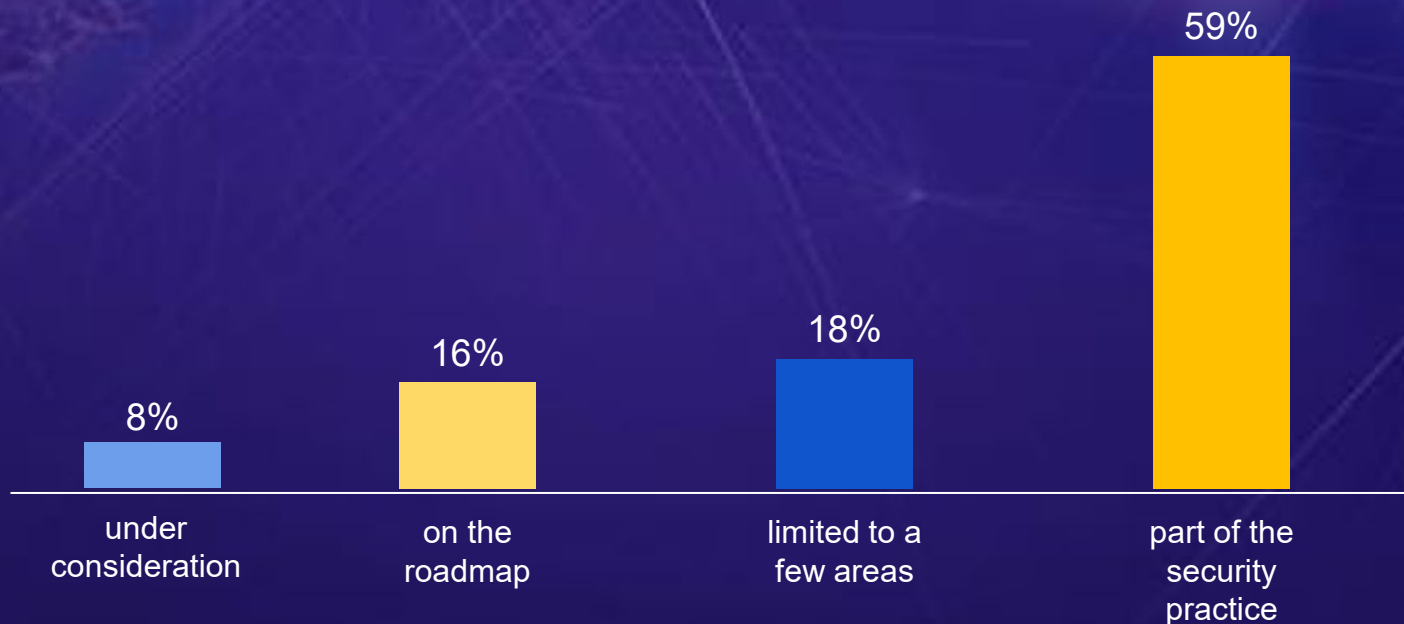 59%
18%
16%
8%
under
consideration
on the
roadmap
limited to a
few areas
part of the
security
practice